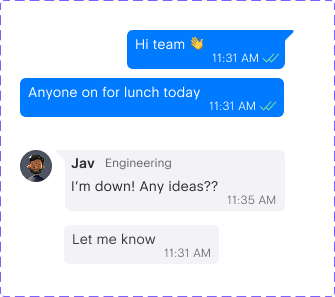 Hi team 👋
11:31 AM
Anyone on for lunch today
11:31 AM
Jav Engineering
I'm down! Any ideas??
11:35 AM
Let me know
11:31 AM